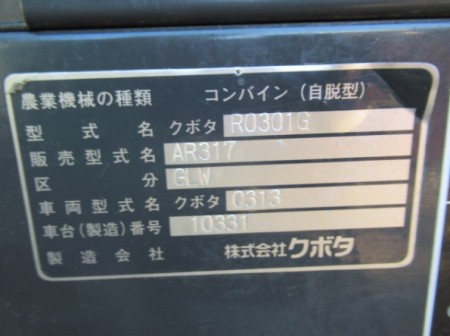 農業機械の種類 コンバイン (自脱型)
型式名 クボタ R0301G
販売型式名 AR317
区分 GLW
車両型式名 クボタ C313
車台(製造)番号 10331
製造会社 株式会社クボタ